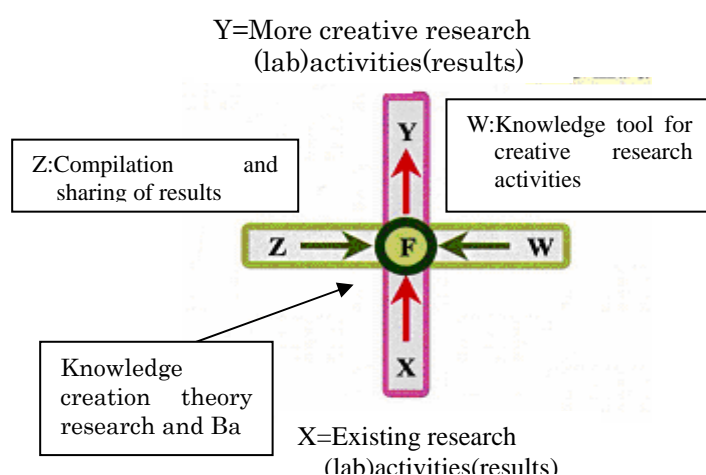 Y=More creative research
(lab)activities(results)
Y
W:Knowledge tool for
creative research
activities
Z:Compilation and
sharing of results
Z
F
W
X
Knowledge
creation theory
research and Ba
X=Existing research
(lab)activities(results)